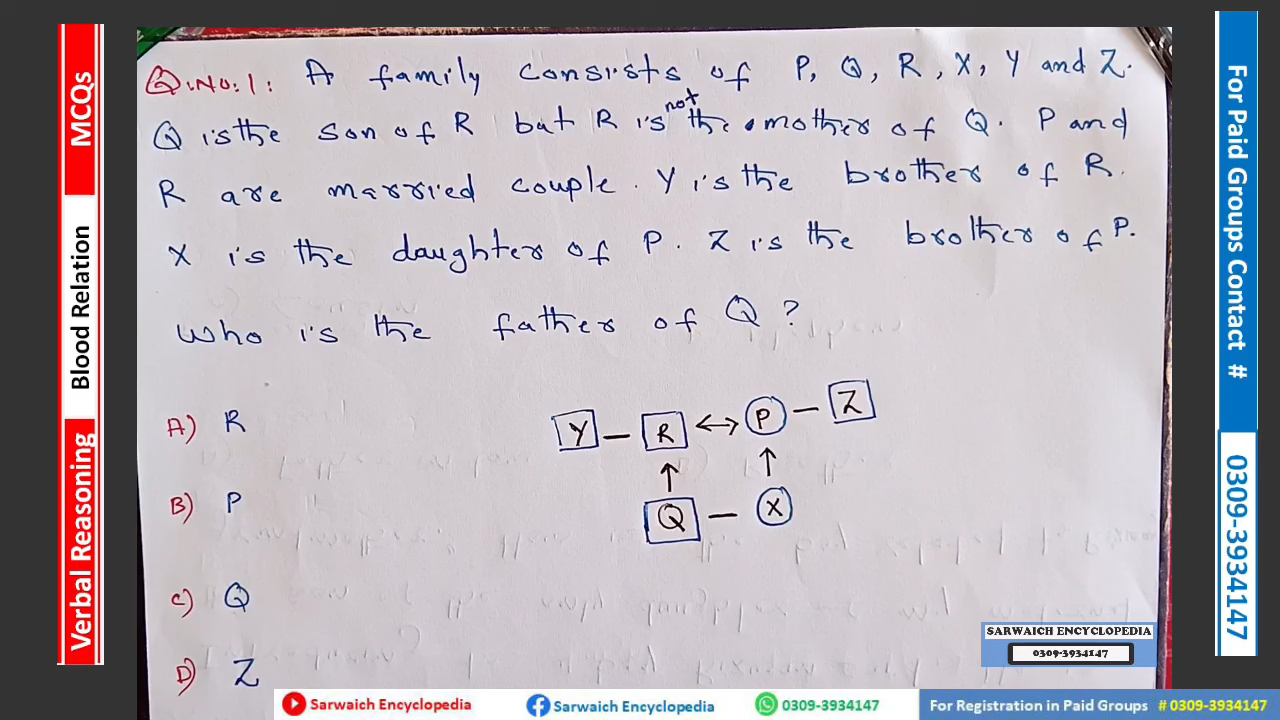 MCQs
Blood Relation
Verbal Reasoning
Q.No.1: A family consists of P, Q, R, X, Y and Z.
Q is the son of R but R is not the mother of Q. P and
R are married couple. Y is the brother of R.
X is the daughter of P. Z is the brother of P.
Who is the father of Q?
A) R
B) P
C) Q
D) Z
Y — R ↔ P — Z
↑ ↑
Q — X
SARWAICH ENCYCLOPEDIA
0309-3934147
For Paid Groups Contact #
0309-3934147
Sarwaich Encyclopedia
Sarwaich Encyclopedia
0309-3934147
For Registration in Paid Groups # 0309-3934147